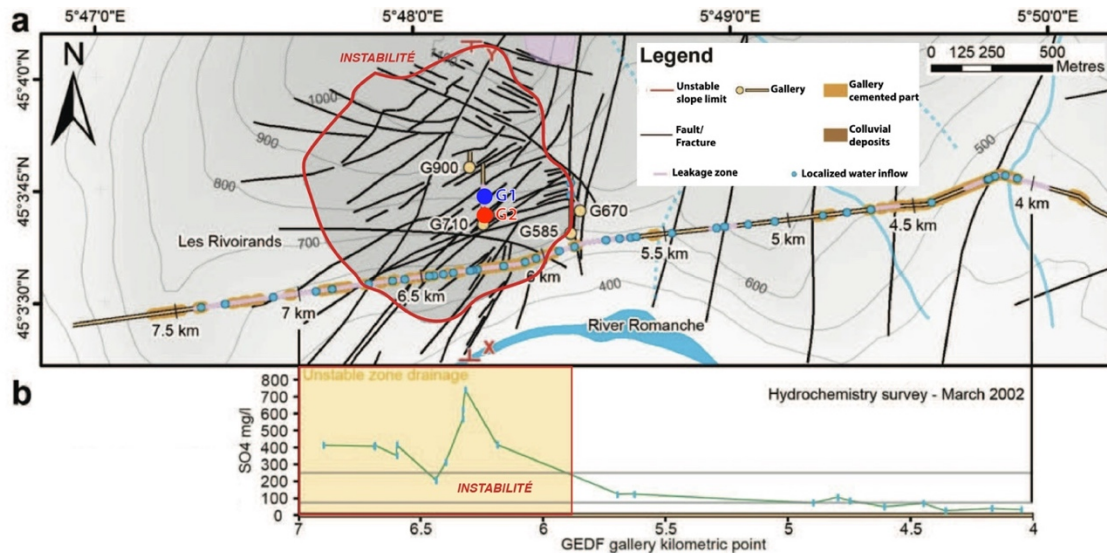 a
5°47'0"E
5°48'0"E
5°49'0"E
5°50'0"E
45°4'0"N
45°3'45"N
45°3'30"N
N
INSTABILITÉ
Y
1100
1000
900
800
700
G900
G1
G2
G710
G585
G670
Les Rivoirands
400
600
500
7.5 km
7 km
6.5 km
6 km
5.5 km
5 km
4.5 km
4 km
River Romanche
X
Legend
Unstable
slope limit
Gallery
Gallery
cemented part
Fault/
Fracture
Colluvial
deposits
Leakage zone
Localized water inflow
0 125 250 500
Metres
b
Unstable zone drainage
Hydrochemistry survey - March 2002
SO4 mg/l
800
700
600
500
400
300
200
100
0
INSTABILITÉ
7 6.5 6 5.5 5 4.5 4
GEDF gallery kilometric point